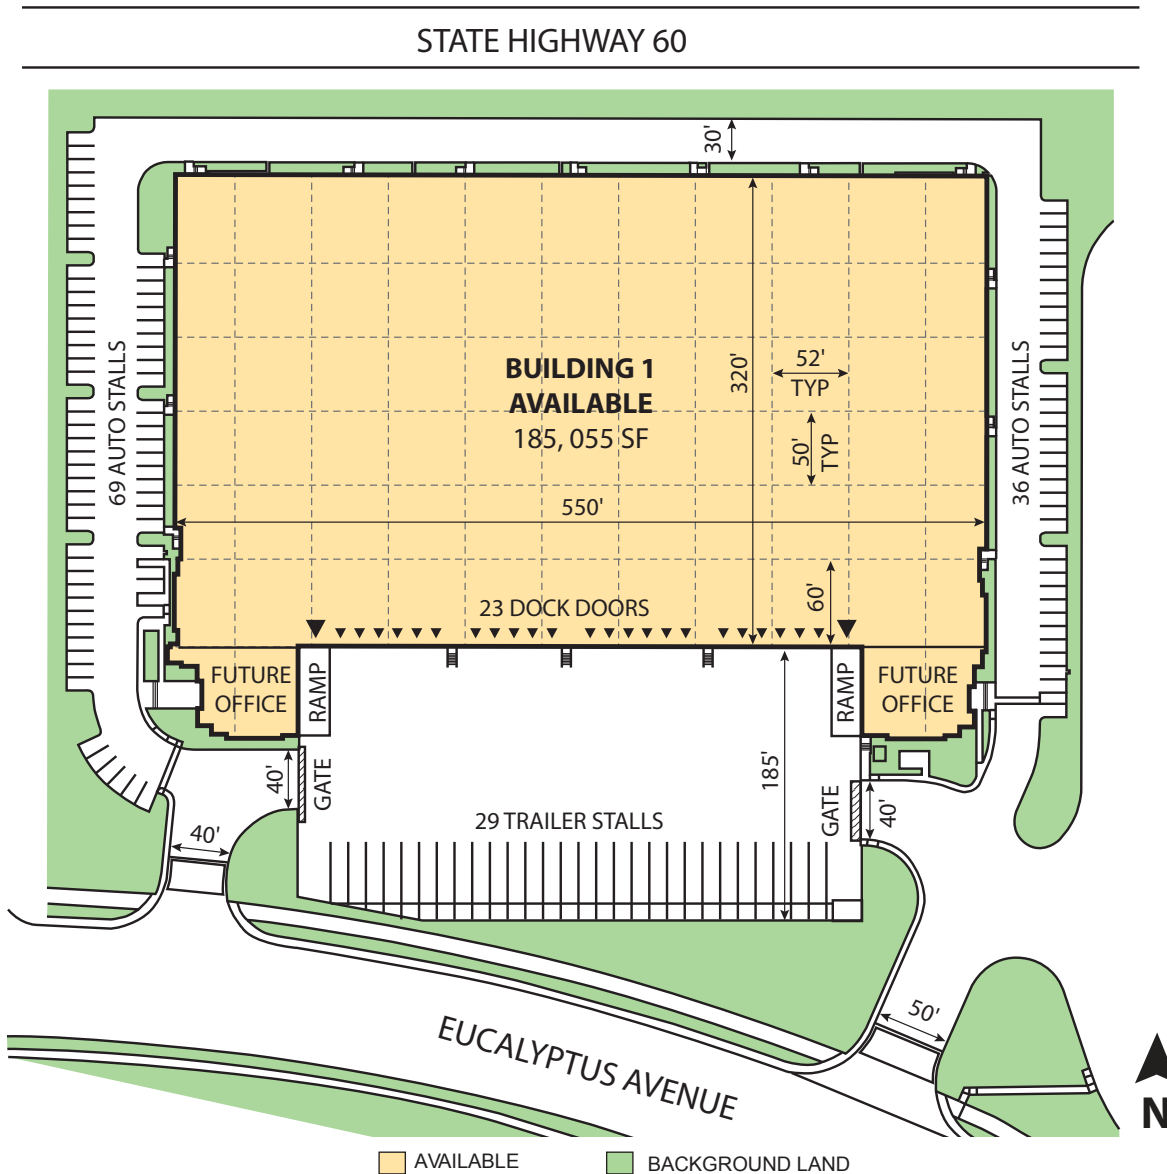 STATE HIGHWAY 60
30'
BUILDING 1
AVAILABLE
185, 055 SF
320'
52'
TYP
50'
TYP
69 AUTO STALLS
36 AUTO STALLS
550'
60'
23 DOCK DOORS
FUTURE
OFFICE
RAMP
RAMP
FUTURE
OFFICE
185'
40'
GATE
GATE
40'
29 TRAILER STALLS
40'
50'
EUCALYPTUS AVENUE
N
AVAILABLE
BACKGROUND LAND